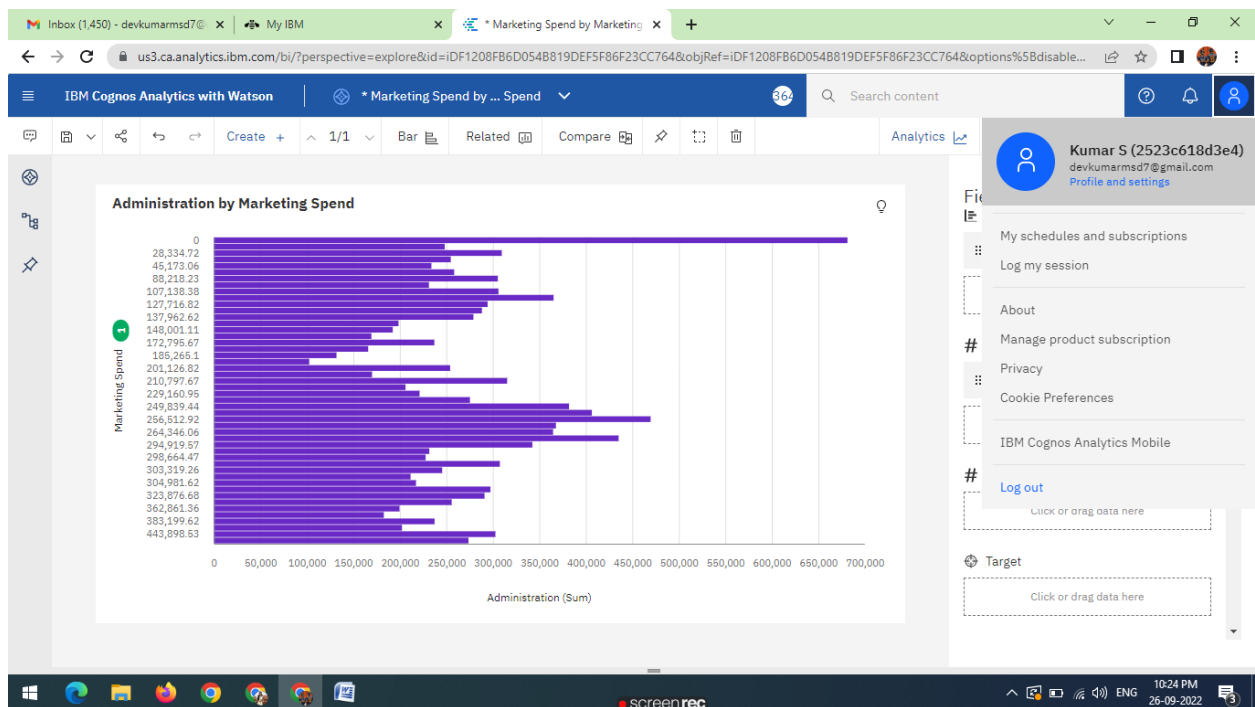 Inbox (1,450) - devkumarmsd7@
My IBM
* Marketing Spend by Marketing
us3.ca.analytics.ibm.com/bi/?perspective=explore&id=iDF1208FB6D054B819DEF5F86F23CC764&objRef=iDF1208FB6D054B819DEF5F86F23CC764&options%5Bdisable...
IBM Cognos Analytics with Watson
* Marketing Spend by ... Spend
364
Search content
Create +
1/1
Bar
Related
Compare
Analytics
Kumar S (2523c618d3e4)
devkumarmsd7@gmail.com
Profile and settings
My schedules and subscriptions
Log my session
About
Manage product subscription
Privacy
Cookie Preferences
IBM Cognos Analytics Mobile
Log out
Administration by Marketing Spend
Marketing Spend
1
0
28,334.72
45,173.06
88,218.23
107,138.38
127,716.82
137,962.62
148,001.11
172,795.67
185,265.1
201,126.82
210,797.67
229,160.95
249,839.44
256,512.92
264,346.06
294,919.57
298,664.47
303,319.26
304,981.62
323,876.68
362,861.36
383,199.62
443,898.53
0 50,000 100,000 150,000 200,000 250,000 300,000 350,000 400,000 450,000 500,000 550,000 600,000 650,000 700,000
Administration (Sum)
Fie
#
#
Click or drag data here
Target
Click or drag data here
screenrec
ENG
10:24 PM
26-09-2022
3